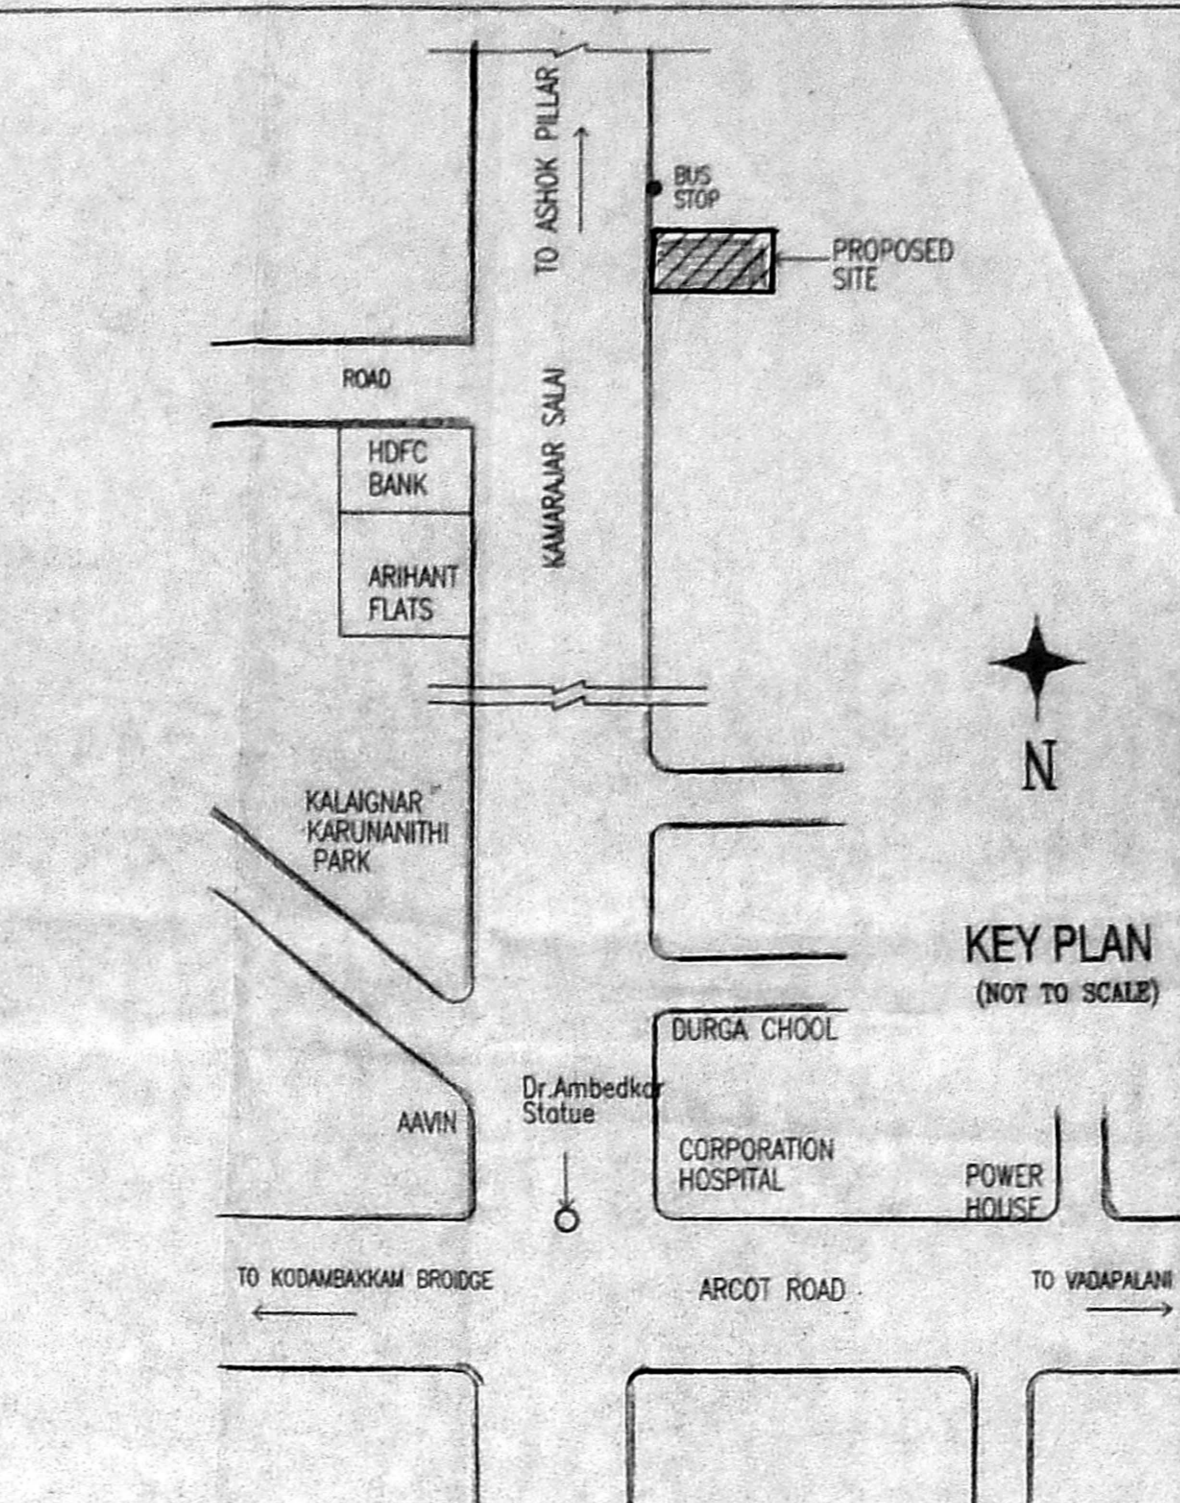 TO ASHOK PILLAR
BUS
STOP
PROPOSED
SITE
ROAD
HDFC
BANK
KAMARAJAR SALAI
ARIHANT
FLATS
N
KALAIGNAR
KARUNANITHI
PARK
KEY PLAN
(NOT TO SCALE)
DURGA CHOOL
Dr.Ambedkar
Statue
AAVIN
CORPORATION
HOSPITAL
POWER
HOUSE
TO KODAMBAKKAM BROIDGE
ARCOT ROAD
TO VADAPALANI